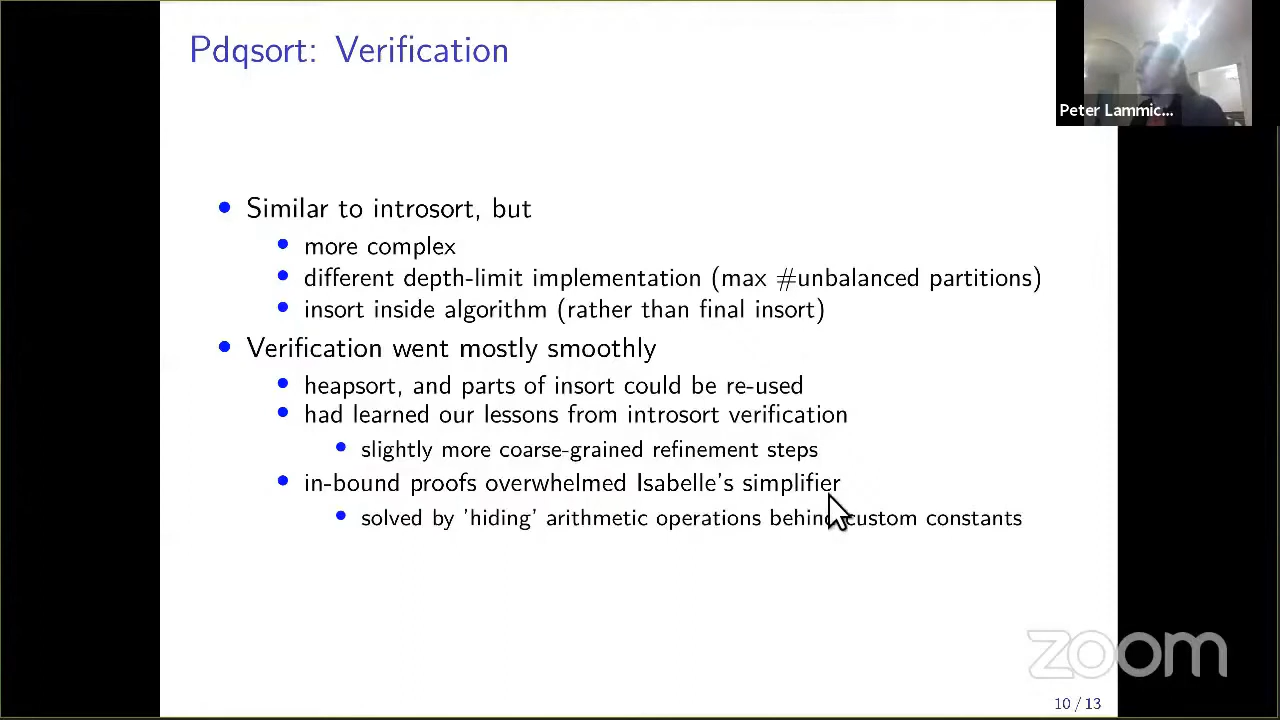 Pdqsort: Verification
Peter Lammic...
Similar to introsort, but
more complex
different depth-limit implementation (max #unbalanced partitions)
insort inside algorithm (rather than final insort)
Verification went mostly smoothly
heapsort, and parts of insort could be re-used
had learned our lessons from introsort verification
slightly more coarse-grained refinement steps
in-bound proofs overwhelmed Isabelle's simplifier
solved by 'hiding' arithmetic operations behind custom constants
zoom
10 / 13